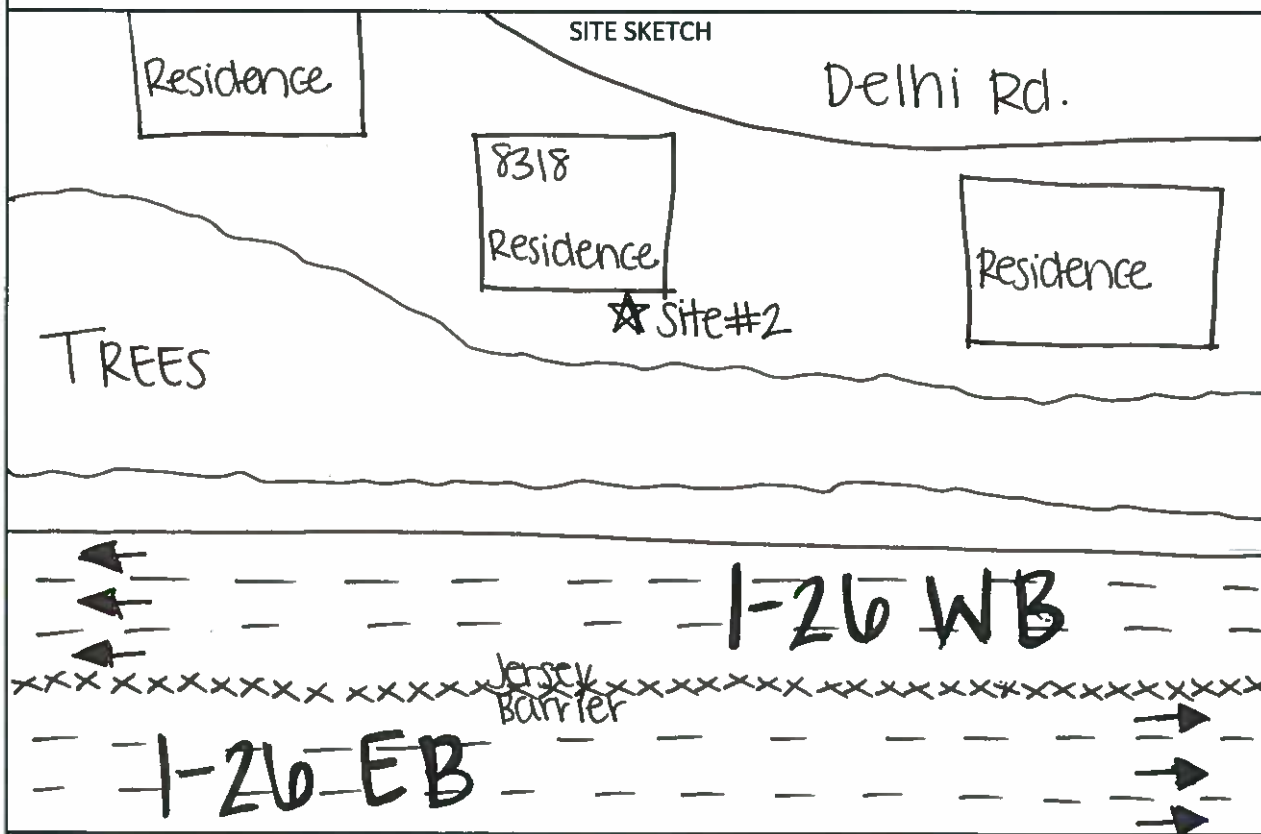 SITE SKETCH
Residence
Delhi Rd.
8318
Residence
Residence
☆ Site #2
TREES
I-26 WB
Jersey
Barrier
I-26 EB